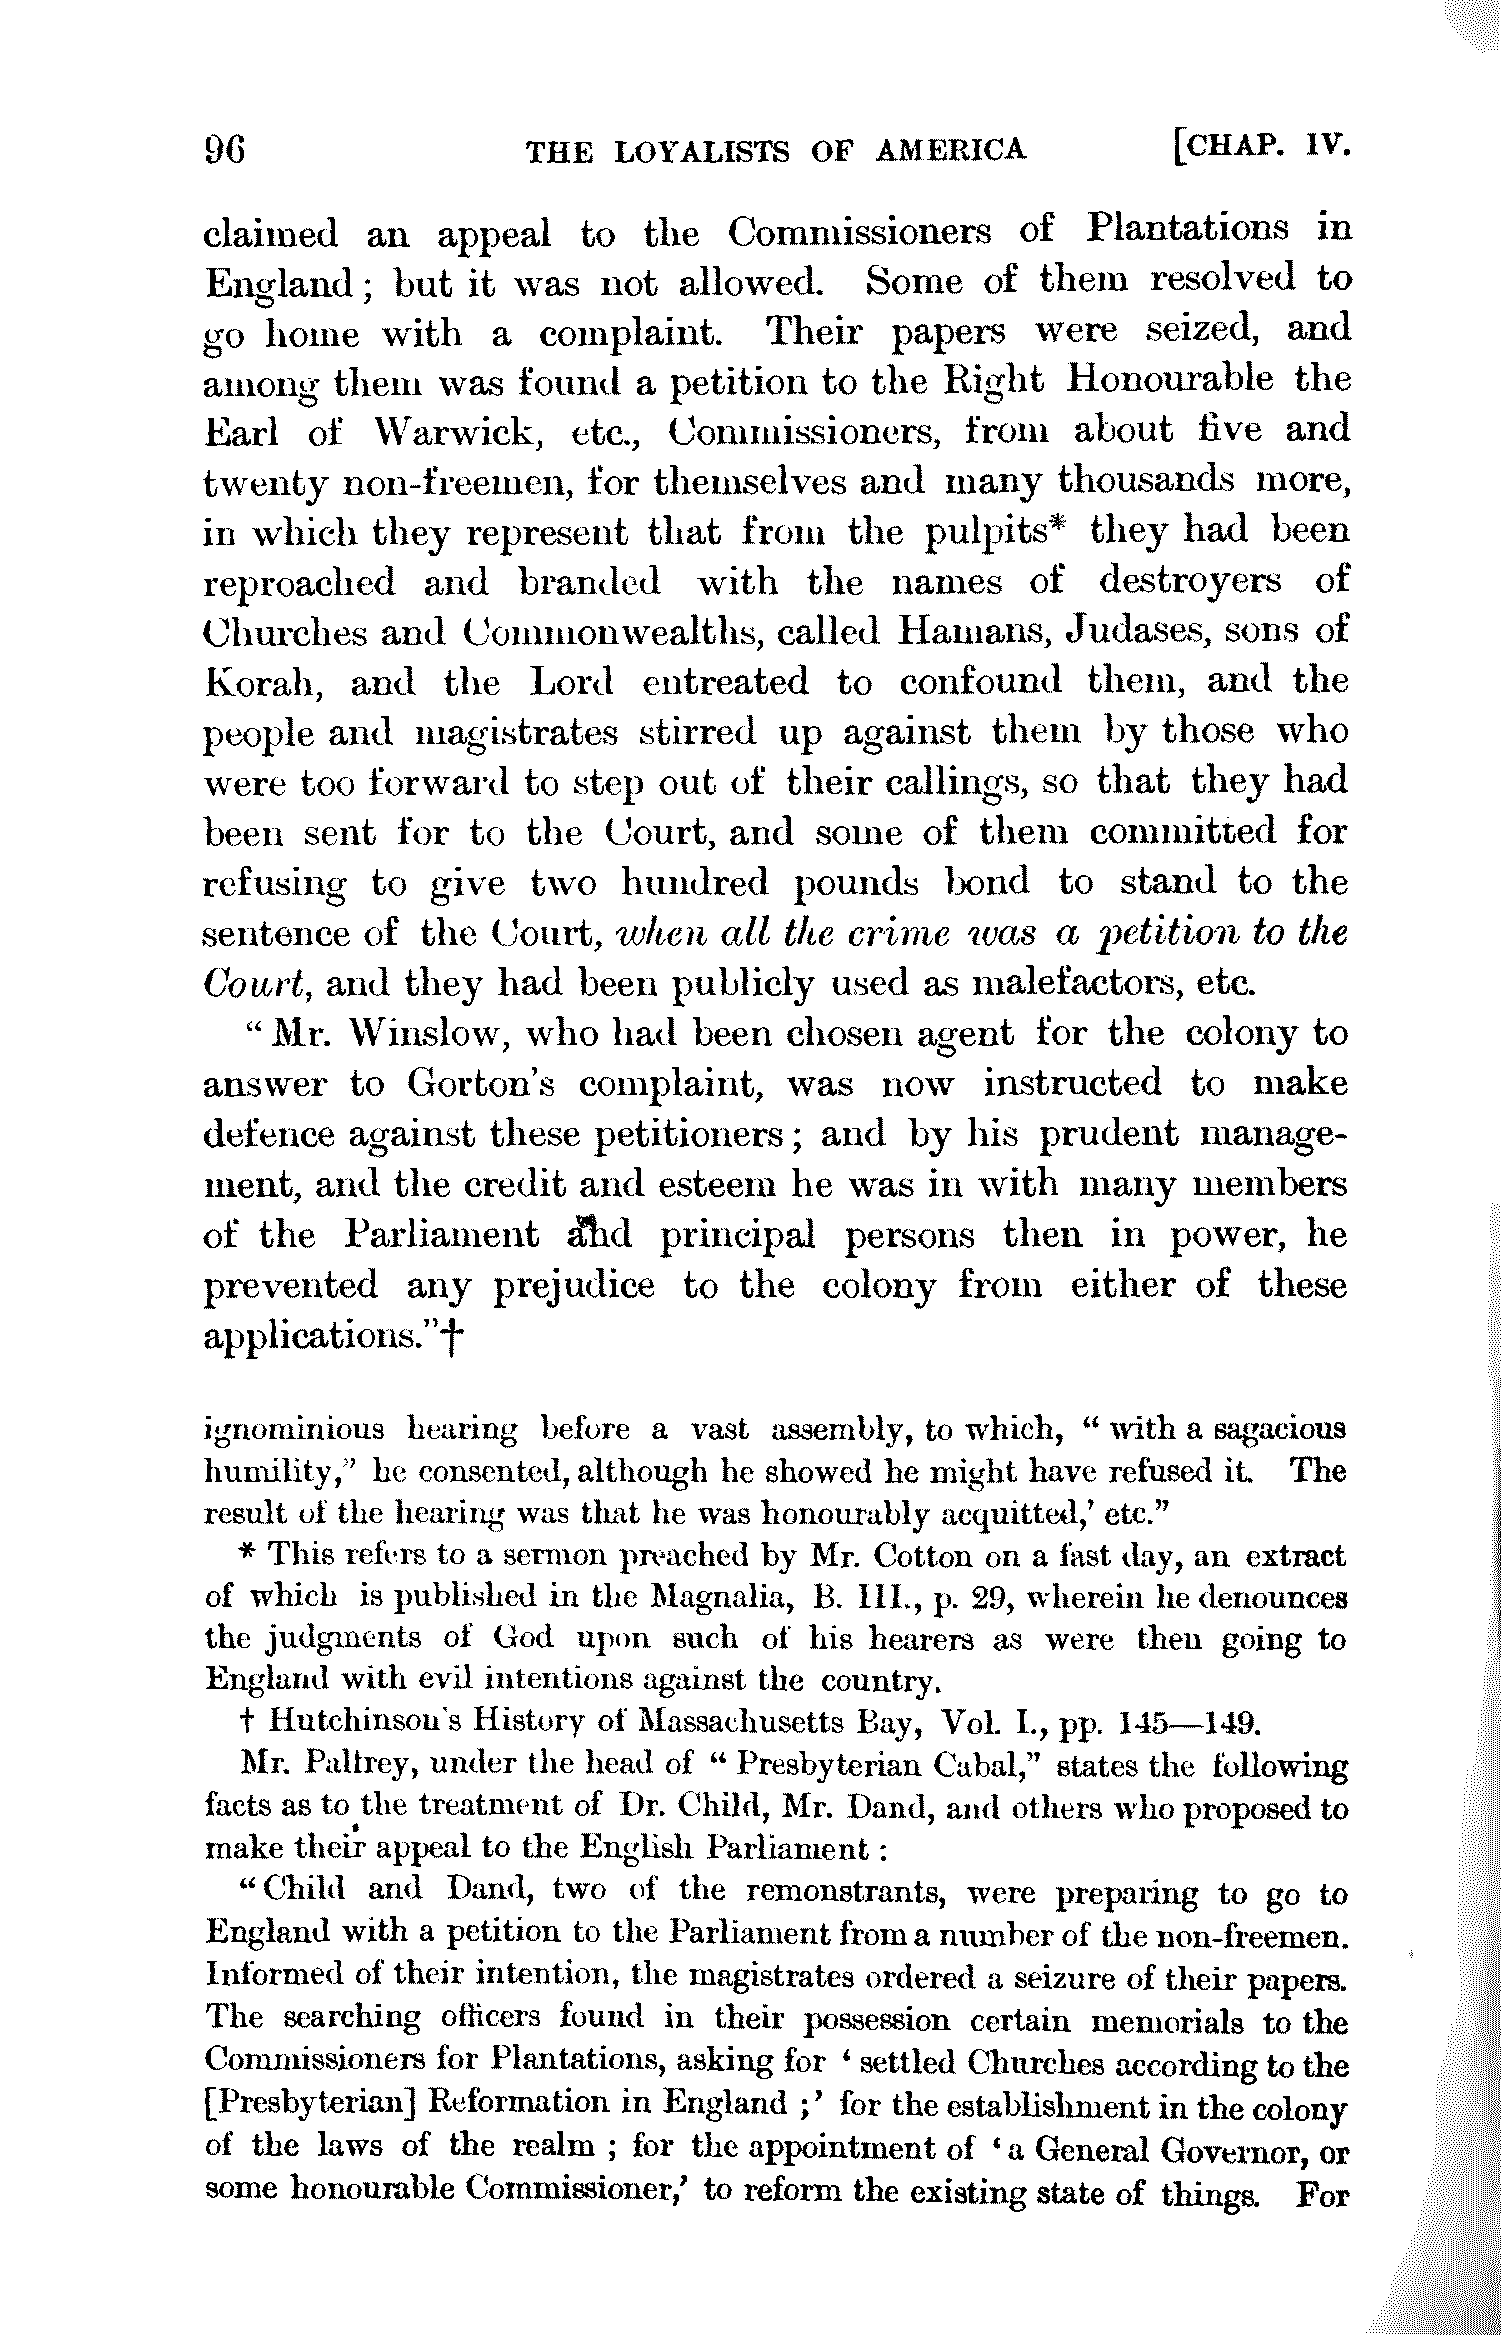 96 THE LOYALISTS OF AMERICA [CHAP. IV.
claimed an appeal to the Commissioners of Plantations in
England; but it was not allowed. Some of them resolved to
go home with a complaint. Their papers were seized, and
among them was found a petition to the Right Honourable the
Earl of Warwick, etc., Commissioners, from about five and
twenty non-freemen, for themselves and many thousands more,
in which they represent that from the pulpits* they had been
reproached and branded with the names of destroyers of
Churches and Commonwealths, called Hamans, Judases, sons of
Korah, and the Lord entreated to confound them, and the
people and magistrates stirred up against them by those who
were too forward to step out of their callings, so that they had
been sent for to the Court, and some of them committed for
refusing to give two hundred pounds bond to stand to the
sentence of the Court, when all the crime was a petition to the
Court, and they had been publicly used as malefactors, etc.
"Mr. Winslow, who had been chosen agent for the colony to
answer to Gorton's complaint, was now instructed to make
defence against these petitioners; and by his prudent manage-
ment, and the credit and esteem he was in with many members
of the Parliament and principal persons then in power, he
prevented any prejudice to the colony from either of these
applications."†
ignominious hearing before a vast assembly, to which, "with a sagacious
humility," he consented, although he showed he might have refused it. The
result of the hearing was that he was honourably acquitted,' etc."
* This refers to a sermon preached by Mr. Cotton on a fast day, an extract
of which is published in the Magnalia, B. III., p. 29, wherein he denounces
the judgments of God upon such of his hearers as were then going to
England with evil intentions against the country.
† Hutchinson's History of Massachusetts Bay, Vol. I., pp. 145—149.
Mr. Palfrey, under the head of "Presbyterian Cabal," states the following
facts as to the treatment of Dr. Child, Mr. Dand, and others who proposed to
make their appeal to the English Parliament:
"Child and Dand, two of the remonstrants, were preparing to go to
England with a petition to the Parliament from a number of the non-freemen.
Informed of their intention, the magistrates ordered a seizure of their papers.
The searching officers found in their possession certain memorials to the
Commissioners for Plantations, asking for 'settled Churches according to the
[Presbyterian] Reformation in England;' for the establishment in the colony
of the laws of the realm; for the appointment of 'a General Governor, or
some honourable Commissioner,' to reform the existing state of things. For